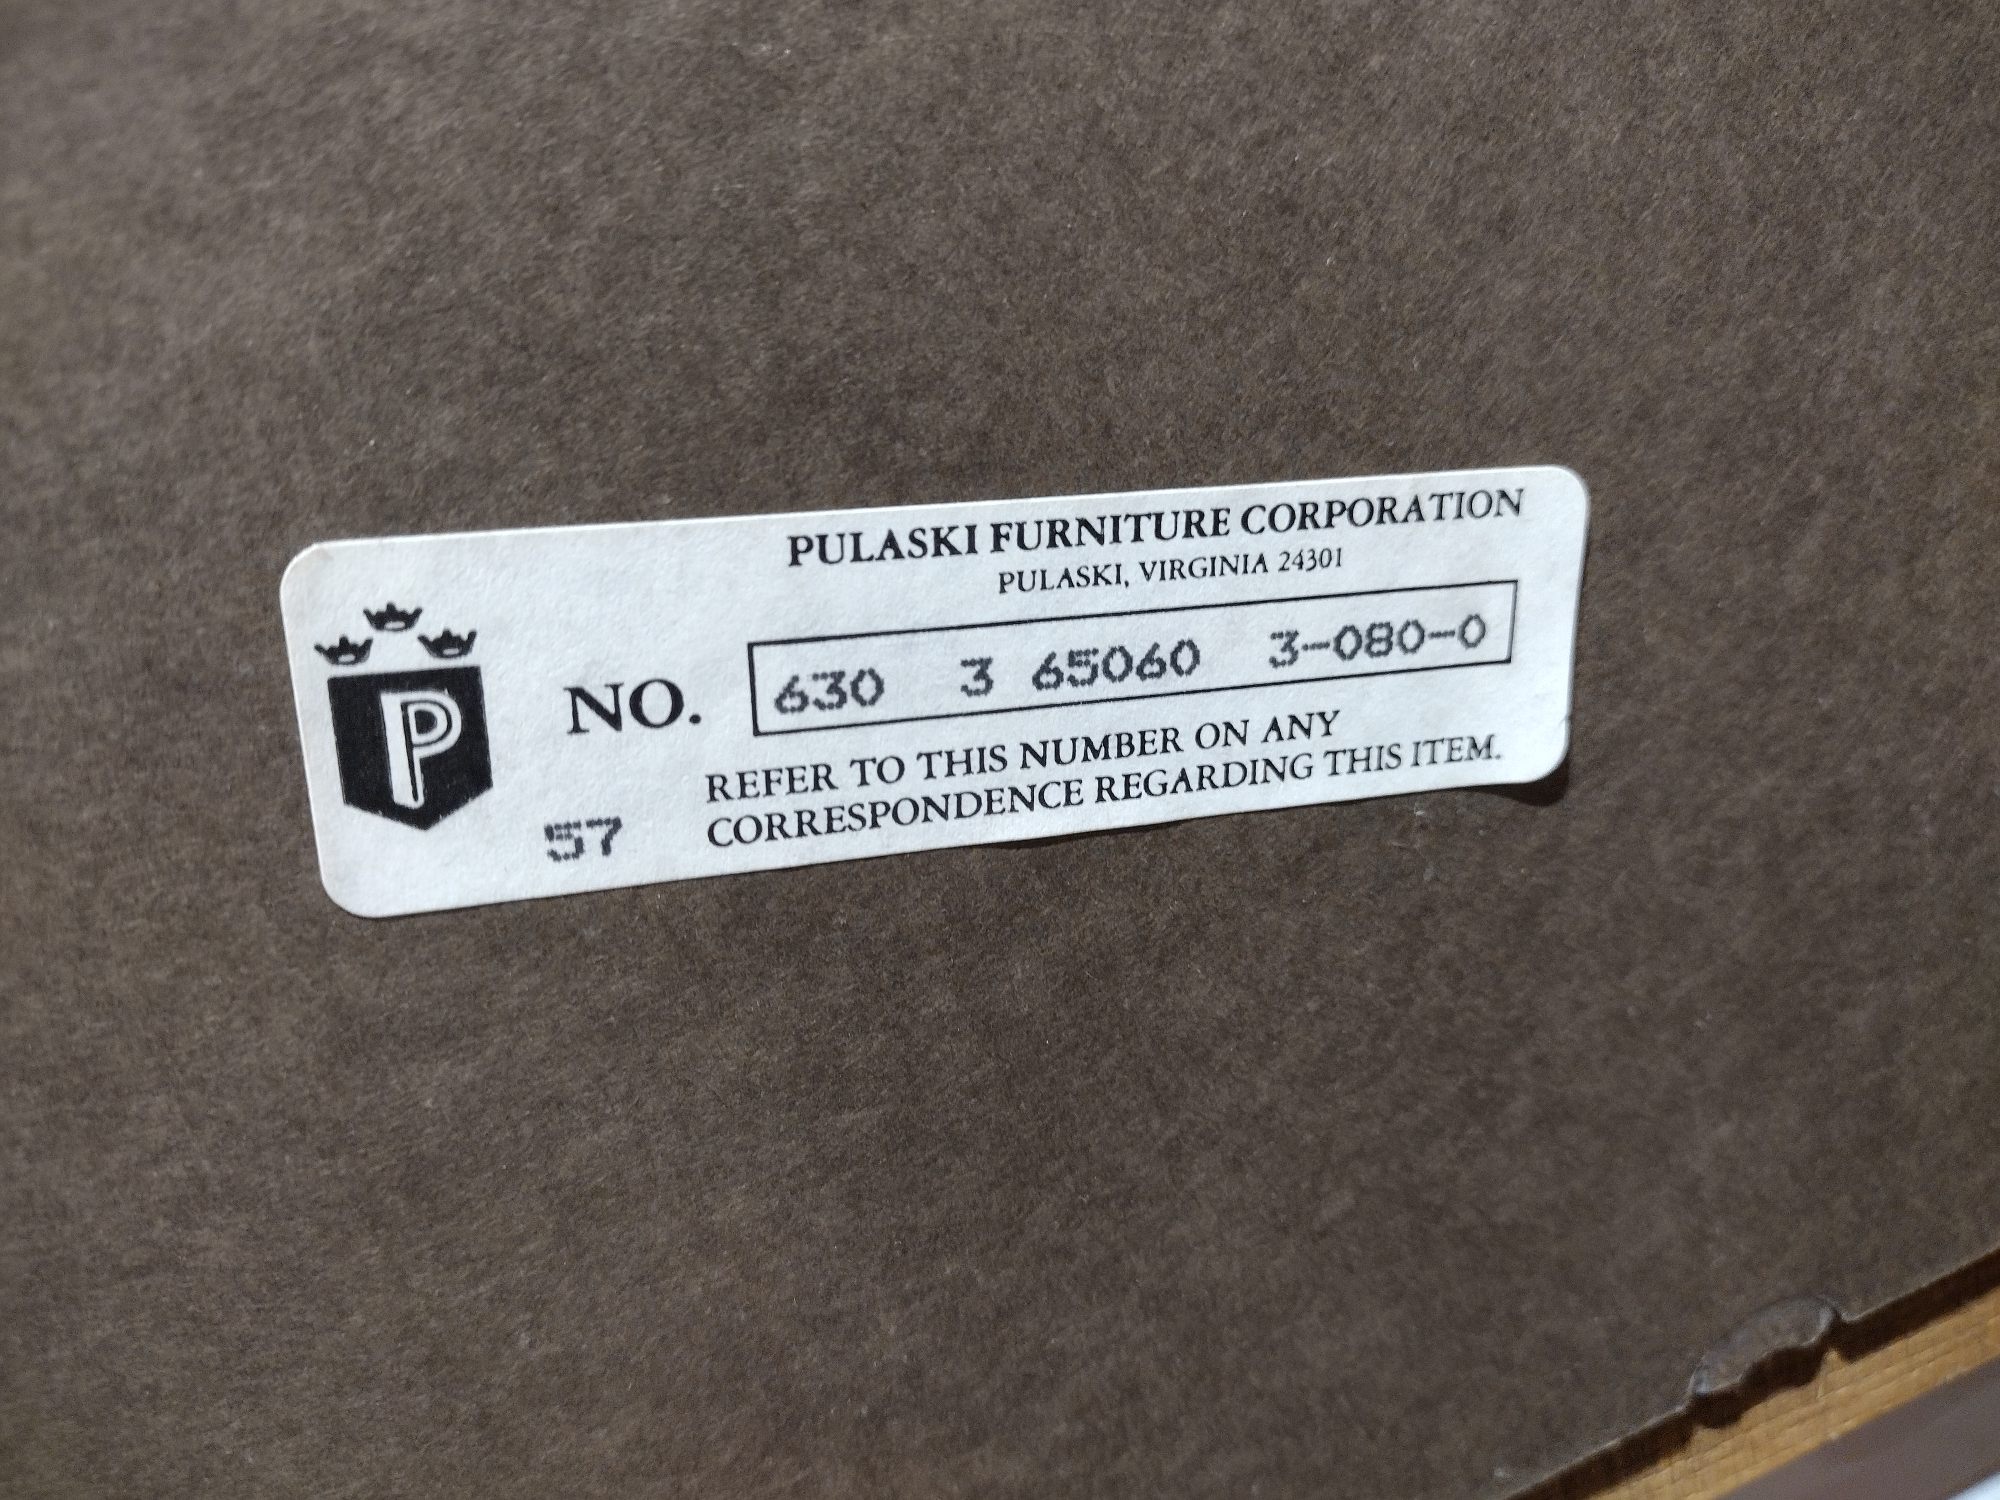 PULASKI FURNITURE CORPORATION
PULASKI, VIRGINIA 24301
P
NO. 630 3 65060 3-080-0
REFER TO THIS NUMBER ON ANY
CORRESPONDENCE REGARDING THIS ITEM.
57